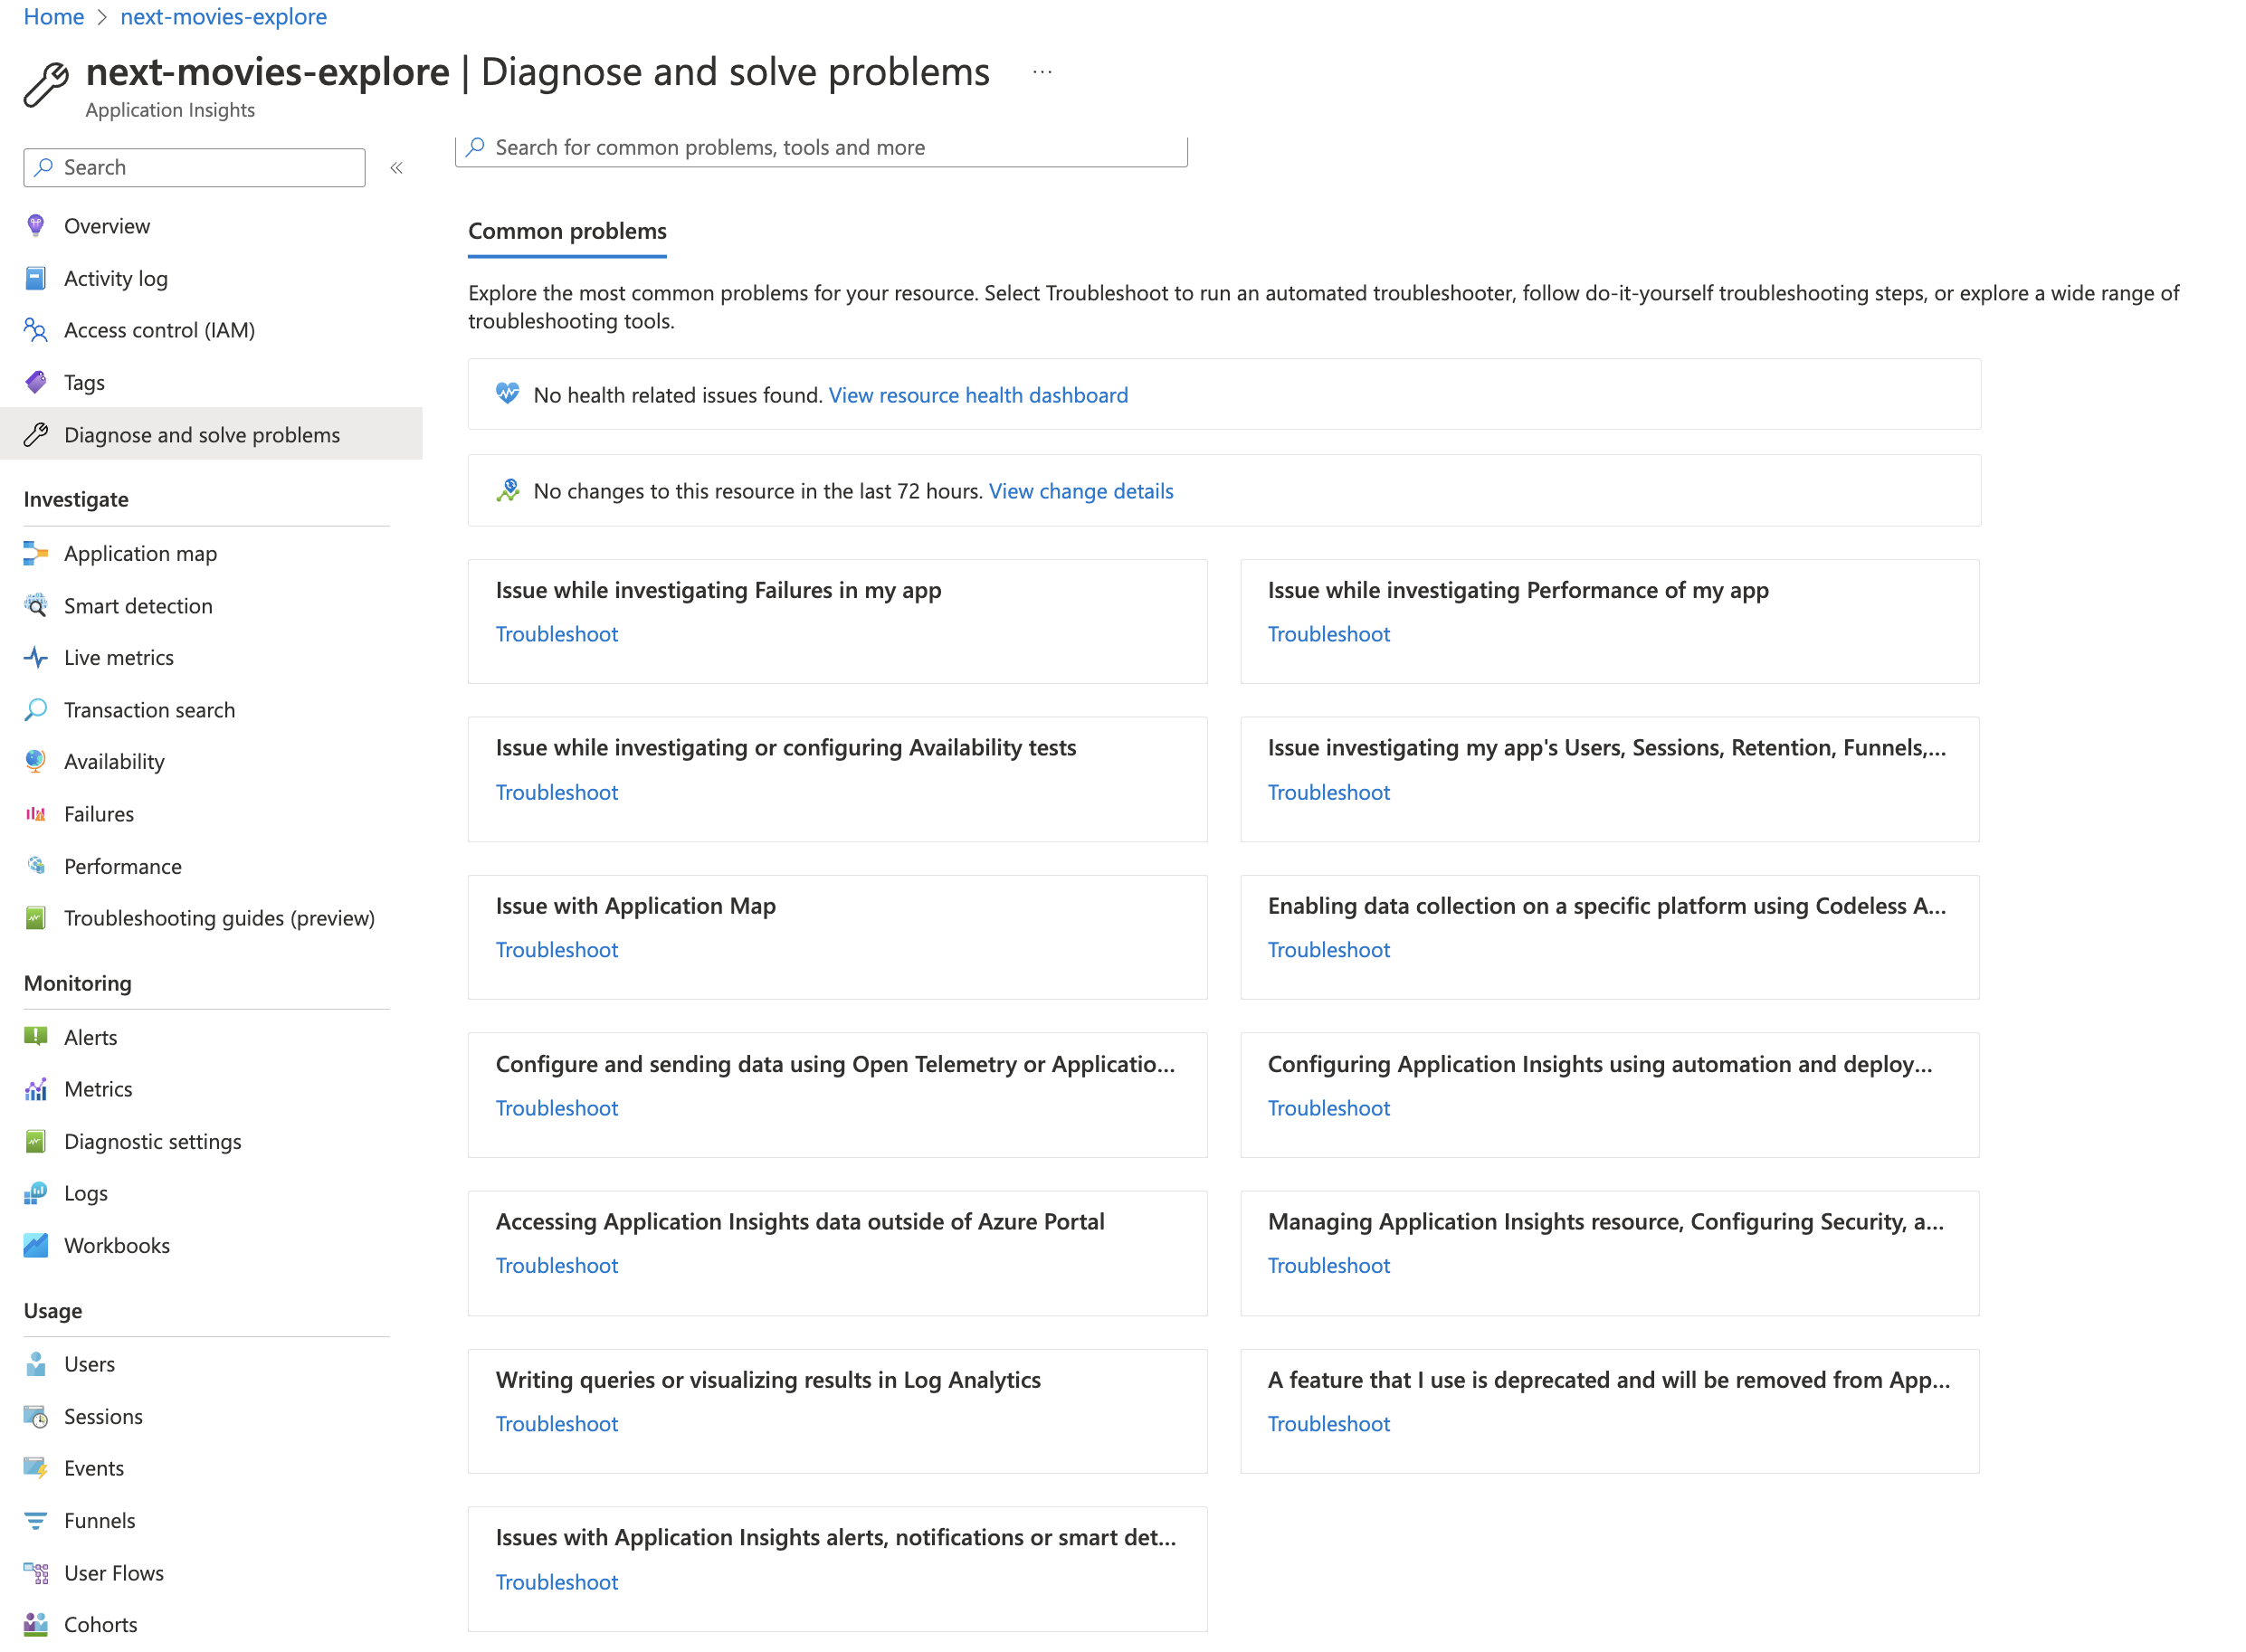 Home > next-movies-explore
next-movies-explore | Diagnose and solve problems ...
Application Insights
Search
«
Overview
Activity log
Access control (IAM)
Tags
Diagnose and solve problems
Investigate
Application map
Smart detection
Live metrics
Transaction search
Availability
Failures
Performance
Troubleshooting guides (preview)
Monitoring
Alerts
Metrics
Diagnostic settings
Logs
Workbooks
Usage
Users
Sessions
Events
Funnels
User Flows
Cohorts
Search for common problems, tools and more
Common problems
Explore the most common problems for your resource. Select Troubleshoot to run an automated troubleshooter, follow do-it-yourself troubleshooting steps, or explore a wide range of
troubleshooting tools.
No health related issues found. View resource health dashboard
No changes to this resource in the last 72 hours. View change details
Issue while investigating Failures in my app
Troubleshoot
Issue while investigating Performance of my app
Troubleshoot
Issue while investigating or configuring Availability tests
Troubleshoot
Issue investigating my app's Users, Sessions, Retention, Funnels,...
Troubleshoot
Issue with Application Map
Troubleshoot
Enabling data collection on a specific platform using Codeless A...
Troubleshoot
Configure and sending data using Open Telemetry or Applicatio...
Troubleshoot
Configuring Application Insights using automation and deploy...
Troubleshoot
Accessing Application Insights data outside of Azure Portal
Troubleshoot
Managing Application Insights resource, Configuring Security, a...
Troubleshoot
Writing queries or visualizing results in Log Analytics
Troubleshoot
A feature that I use is deprecated and will be removed from App...
Troubleshoot
Issues with Application Insights alerts, notifications or smart det...
Troubleshoot